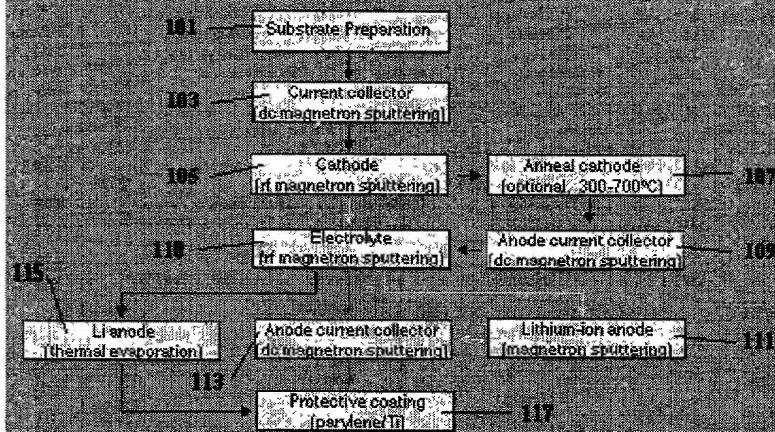 101
Substrate Preparation
103
Current collector
[dc magnetron sputtering]
105
Cathode
[rf magnetron sputtering]
Anneal cathode
(optional, 300-700ºC)
107
110
Electrolyte
[rf magnetron sputtering]
Anode current collector
[dc magnetron sputtering]
109
115
Li anode
[thermal evaporation]
Anode current collector
[dc magnetron sputtering]
Lithium-ion anode
[magnetron sputtering]
111
113
Protective coating
[parylene/Ti]
117